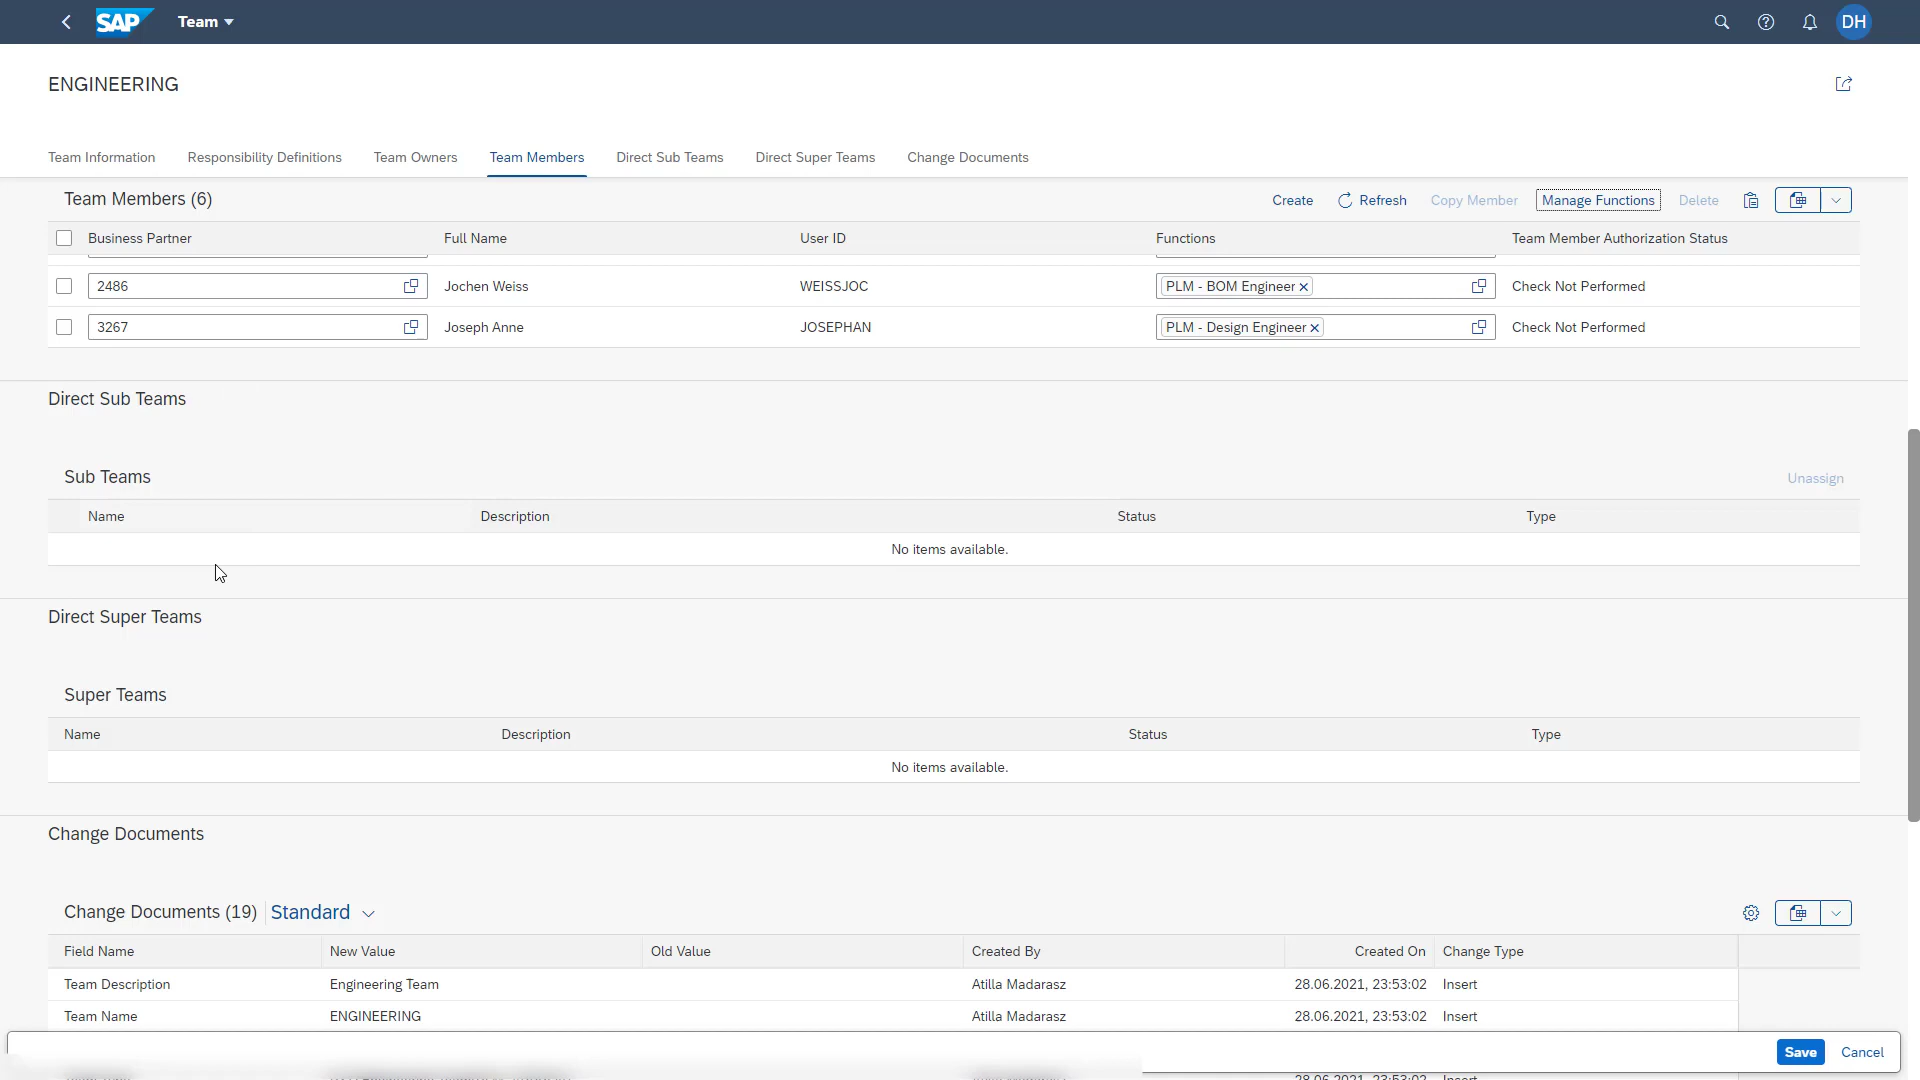 SAP Team DH
ENGINEERING
Team Information Responsibility Definitions Team Owners Team Members Direct Sub Teams Direct Super Teams Change Documents
Team Members (6) Create Refresh Copy Member Manage Functions Delete
Business Partner Full Name User ID Functions Team Member Authorization Status
2486 Jochen Weiss WEISSJOC PLM - BOM Engineer Check Not Performed
3267 Joseph Anne JOSEPHAN PLM - Design Engineer Check Not Performed
Direct Sub Teams
Sub Teams Unassign
Name Description Status Type
No items available.
Direct Super Teams
Super Teams
Name Description Status Type
No items available.
Change Documents
Change Documents (19) Standard
Field Name New Value Old Value Created By Created On Change Type
Team Description Engineering Team Atilla Madarasz 28.06.2021, 23:53:02 Insert
Team Name ENGINEERING Atilla Madarasz 28.06.2021, 23:53:02 Insert
Save Cancel